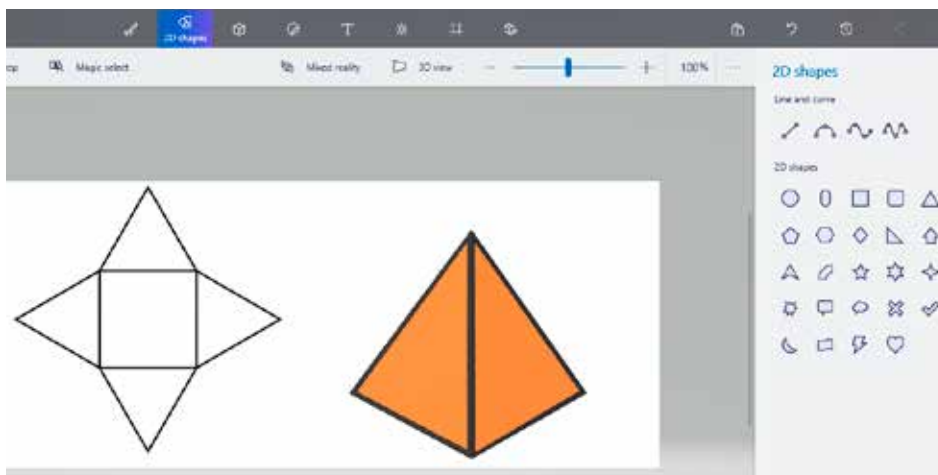 2D shapes
Magic select
Mixed reality
3D view
100%
2D shapes
Line and curve
2D shapes